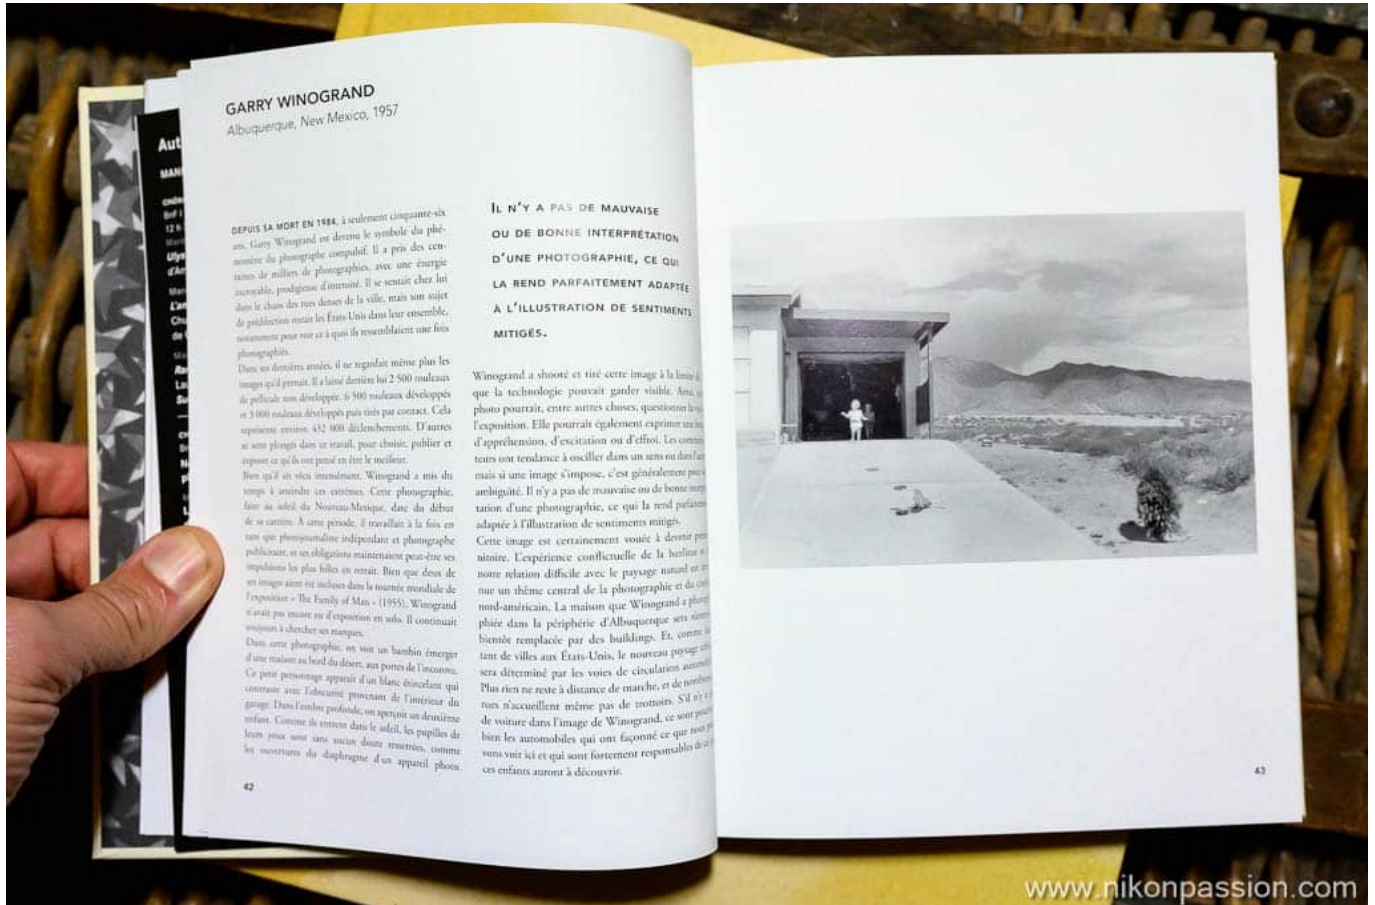 GARRY WINOGRAND
Albuquerque, New Mexico, 1957
DEPUIS SA MORT EN 1984, à seulement cinquante-six
ans, Garry Winogrand est devenu le symbole du phé-
nomène du photographe compulsif. Il a pris des cen-
taines de milliers de photographies, avec une énergie
incroyable, prodigieuse d'intensité. Il se sentait chez lui
dans le chaos des rues denses de la ville, mais son sujet
de prédilection restait les États-Unis dans leur ensemble,
notamment pour voir ce à quoi ils ressemblaient une fois
photographiés.
Dans ses dernières années, il ne regardait même plus les
images qu'il prenait. Il a laissé derrière lui 2 500 rouleaux
de pellicule non développée, 6 500 rouleaux développés
et 3 000 rouleaux développés puis tirés par contact. Cela
représente environ 432 000 déclenchements. D'autres
se sont plongés dans ce travail, pour choisir, publier et
exposer ce qu'ils ont pensé en être le meilleur.
Bien qu'il ait vécu intensément, Winogrand a mis du
temps à atteindre ces extrêmes. Cette photographie,
faite au soleil du Nouveau-Mexique, date du début
de sa carrière. À cette période, il travaillait à la fois en
tant que photojournaliste indépendant et photographe
publicitaire, et ses obligations maintenaient peut-être ses
impulsions les plus folles en retrait. Bien que deux de
ses images aient été incluses dans la tournée mondiale de
l'exposition « The Family of Man » (1955), Winogrand
n'avait pas encore eu d'exposition en solo. Il continuait
toujours à chercher ses marques.
Dans cette photographie, on voit un bambin émerger
d'une maison au bord du désert, aux portes de l'inconnu.
Ce petit personnage apparaît d'un blanc étincelant qui
contraste avec l'obscurité provenant de l'intérieur du
garage. Dans l'ombre profonde, on aperçoit un deuxième
enfant. Comme ils entrent dans le soleil, les pupilles de
leurs yeux sont sans aucun doute resserrées, comme
les ouvertures du diaphragme d'un appareil photo.
42
IL N'Y A PAS DE MAUVAISE
OU DE BONNE INTERPRÉTATION
D'UNE PHOTOGRAPHIE, CE QUI
LA REND PARFAITEMENT ADAPTÉE
À L'ILLUSTRATION DE SENTIMENTS
MITIGÉS.
Winogrand a shooté et tiré cette image à la limite
que la technologie pouvait garder visible. Ainsi,
photo pourrait, entre autres choses, questionner
l'exposition. Elle pourrait également exprimer
d'appréhension, d'excitation ou d'effroi. Les
teurs ont tendance à osciller dans un sens ou dans
mais si une image s'impose, c'est généralement
ambiguïté. Il n'y a pas de mauvaise ou de bonne
tation d'une photographie, ce qui la rend
adaptée à l'illustration de sentiments mitigés.
Cette image est certainement vouée à devenir
nitoire. L'expérience conflictuelle de la banlieue
notre relation difficile avec le paysage naturel
nue un thème central de la photographie et du
nord-américain. La maison que Winogrand a
phiée dans la périphérie d'Albuquerque sera
bientôt remplacée par des buildings. Et, comme
tant de villes aux États-Unis, le nouveau paysage
sera déterminé par les voies de circulation
Plus rien ne reste à distance de marche, et de
rues n'accueillent même pas de trottoirs. S'il n'y
de voiture dans l'image de Winogrand, ce sont
bien les automobiles qui ont façonné ce que nous
vons voir ici et qui sont fortement responsables de
ces enfants auront à découvrir.
43
Aut
www.nikonpassion.com